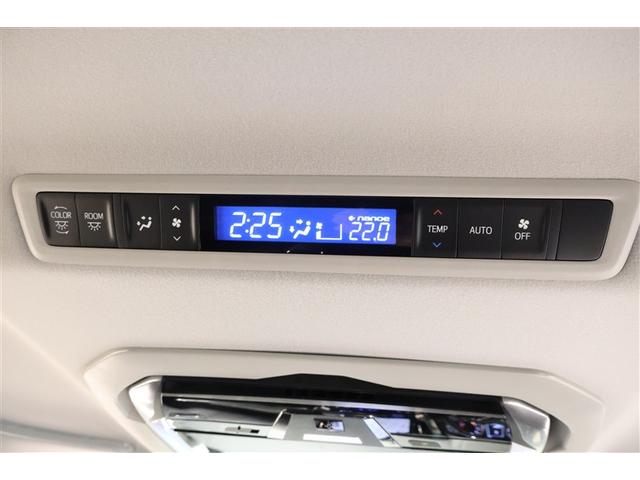 COLOR
ROOM
2:25
nanoe
22.0
TEMP
AUTO
OFF